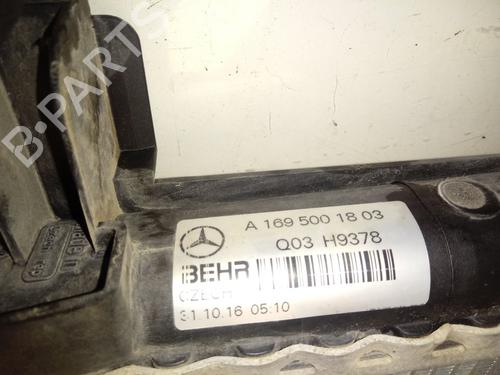 B-PARTS
A 169 500 18 03
Q03 H9378
BEHR
CZECH
31.10.16 05:10